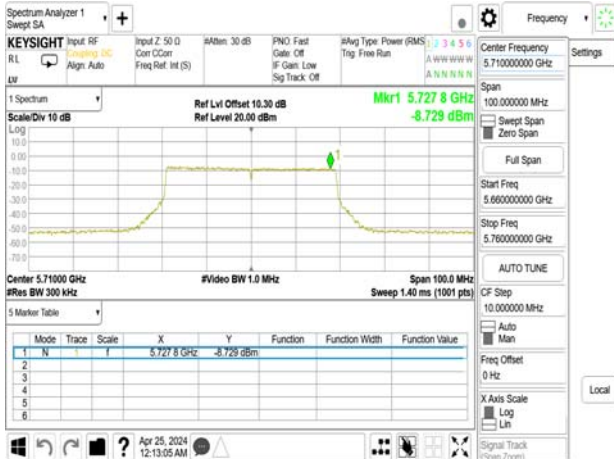 Spectrum Analyzer 1
Swept SA
+
Frequency
KEYSIGHT
RL
Input: RF
Coupling: DC
Align: Auto
Input Z: 50 Ω
Corr CCorr
Freq Ref: Int (S)
#Atten: 30 dB
PNO: Fast
Gate: Off
IF Gain: Low
Sig Track: Off
#Avg Type: Power (RMS
Trig: Free Run
1 2 3 4 5 6
A W W W W W
A N N N N N
Center Frequency
5.710000000 GHz
Settings
Span
100.000000 MHz
Swept Span
Zero Span
Full Span
Start Freq
5.660000000 GHz
Stop Freq
5.760000000 GHz
AUTO TUNE
CF Step
10.000000 MHz
Auto
Man
Freq Offset
0 Hz
X Axis Scale
Log
Lin
Signal Track
(Span Zoom)
Local
1 Spectrum
Scale/Div 10 dB
Ref Lvl Offset 10.30 dB
Ref Level 20.00 dBm
Mkr1 5.727 8 GHz
-8.729 dBm
Log
10.0
0.00
-10.0
-20.0
-30.0
-40.0
-50.0
-60.0
-70.0
1
Center 5.71000 GHz
#Res BW 300 kHz
#Video BW 1.0 MHz
Span 100.0 MHz
Sweep 1.40 ms (1001 pts)
5 Marker Table
Mode Trace Scale X Y Function Function Width Function Value
1 N 1 f 5.727 8 GHz -8.729 dBm
2
3
4
5
6
?
Apr 25, 2024
12:13:05 AM